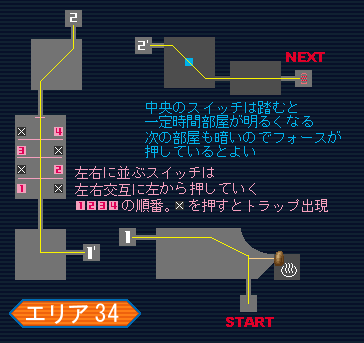 2
2'
NEXT
中央のスイッチは踏むと
一定時間部屋が明るくなる
次の部屋も暗いのでフォースが
押しているとよい
× 4
3 ×
× 2
1 ×
左右に並ぶスイッチは
左右交互に左から押していく
1234の順番。×を押すとトラップ出現
1'
1
エリア34
START